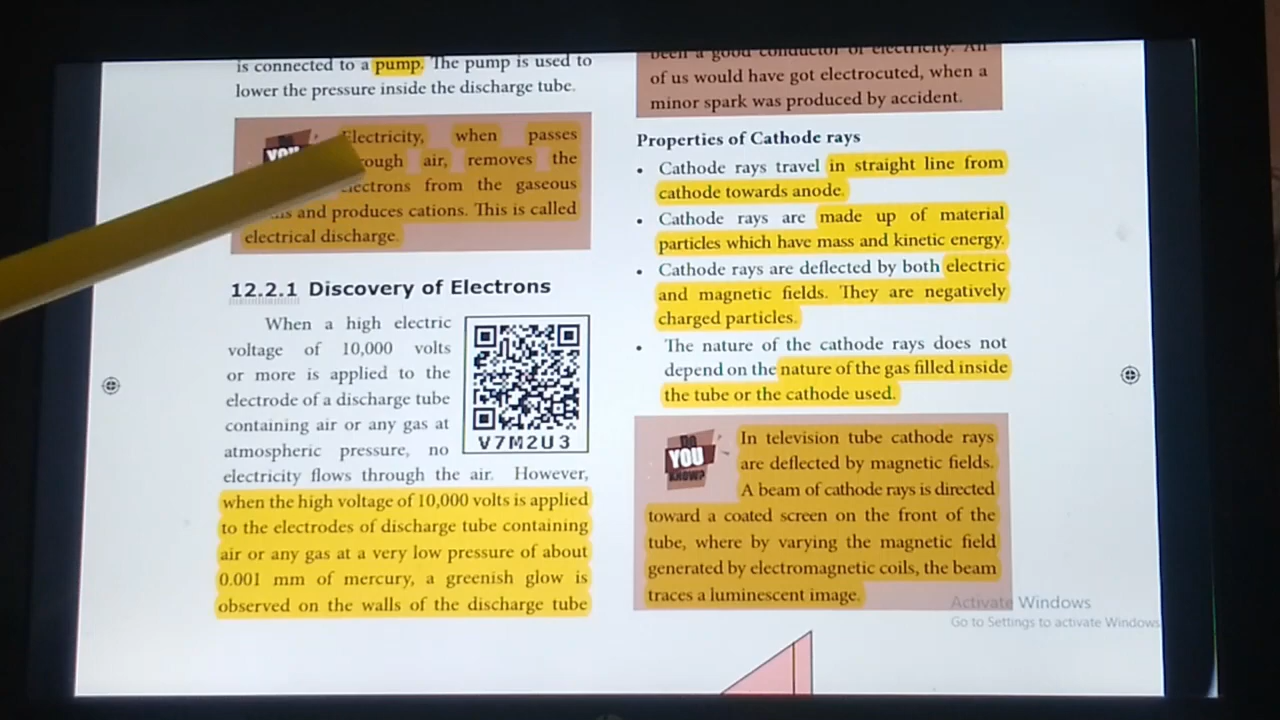 is connected to a pump. The pump is used to
lower the pressure inside the discharge tube.
YOU
Electricity, when passes
air, removes the
from the gaseous
and produces cations. This is called
electrical discharge.
12.2.1 Discovery of Electrons
When a high electric
voltage of 10,000 volts
or more is applied to the
electrode of a discharge tube
containing air or any gas at
atmospheric pressure, no
electricity flows through the air. However,
when the high voltage of 10,000 volts is applied
to the electrodes of discharge tube containing
air or any gas at a very low pressure of about
0.001 mm of mercury, a greenish glow is
observed on the walls of the discharge tube
V7M2U3
been a good conductor of electricity. All
of us would have got electrocuted, when a
minor spark was produced by accident.
Properties of Cathode rays
• Cathode rays travel in straight line from
cathode towards anode.
• Cathode rays are made up of material
particles which have mass and kinetic energy.
• Cathode rays are deflected by both electric
and magnetic fields. They are negatively
charged particles.
• The nature of the cathode rays does not
depend on the nature of the gas filled inside
the tube or the cathode used.
DO
YOU
KNOW?
In television tube cathode rays
are deflected by magnetic fields.
A beam of cathode rays is directed
toward a coated screen on the front of the
tube, where by varying the magnetic field
generated by electromagnetic coils, the beam
traces a luminescent image.
Activate Windows
Go to Settings to activate Windows